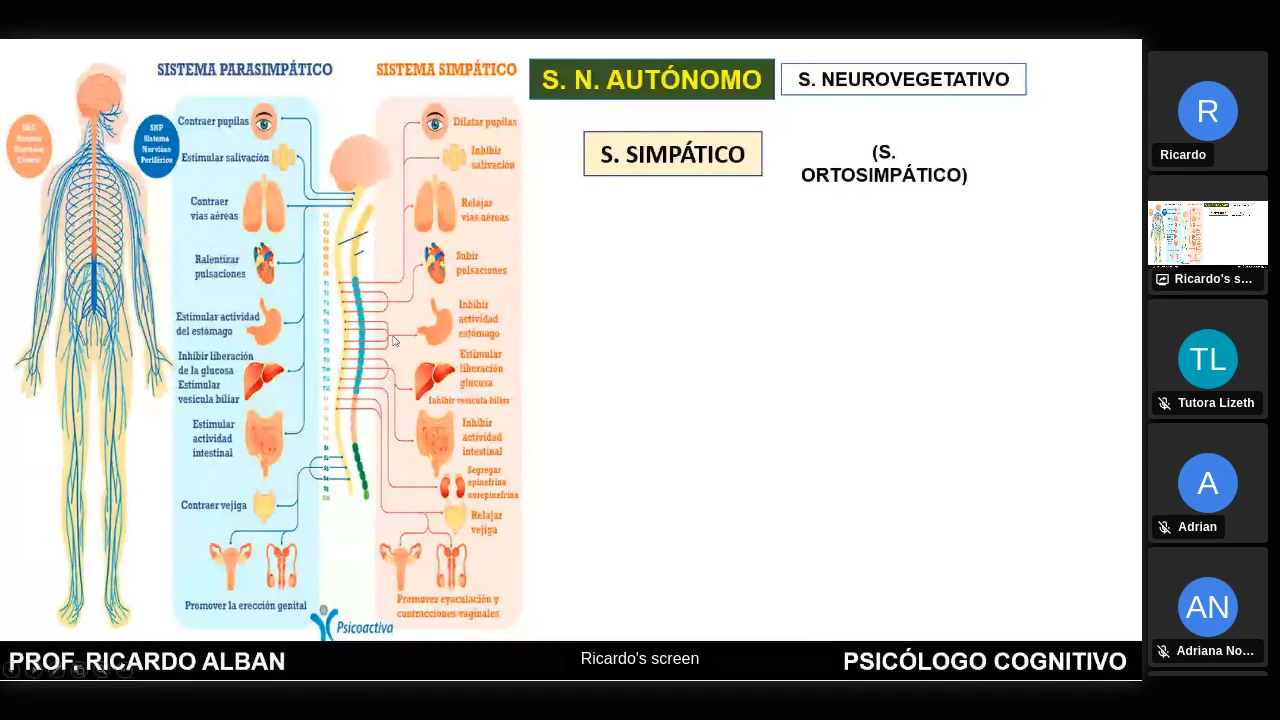 SISTEMA PARASIMPÁTICO
SISTEMA SIMPÁTICO
S. N. AUTÓNOMO
S. NEUROVEGETATIVO
S. SIMPÁTICO
(S.
ORTOSIMPÁTICO)
SNC
Sistema
Nervioso
Central
SNP
Sistema
Nervioso
Periférico
Contraer pupilas
Estimular salivación
Contraer
vías aéreas
Ralentizar
pulsaciones
Estimular actividad
del estómago
Inhibir liberación
de la glucosa
Estimular
vesícula biliar
Estimular
actividad
intestinal
Contraer vejiga
Promover la erección genital
Dilatar pupilas
Inhibir
salivación
Relajar
vías aéreas
Subir
pulsaciones
Inhibir
actividad
estómago
Estimular
liberación
glucosa
Inhibir vesícula biliar
Inhibir
actividad
intestinal
Segregar
epinefrina
norepinefrina
Relajar
vejiga
Promover eyaculación y
contracciones vaginales
Psicoactiva
PROF. RICARDO ALBAN
Ricardo's screen
PSICÓLOGO COGNITIVO
R
Ricardo
Ricardo's s...
TL
Tutora Lizeth
A
Adrian
AN
Adriana No...